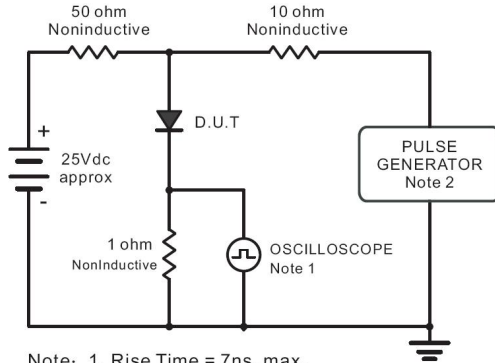 50 ohm
Noninductive
10 ohm
Noninductive
+
25Vdc
approx
-
D.U.T
PULSE
GENERATOR
Note 2
1 ohm
NonInductive
OSCILLOSCOPE
Note 1
Note: 1. Rise Time = 7ns, max.